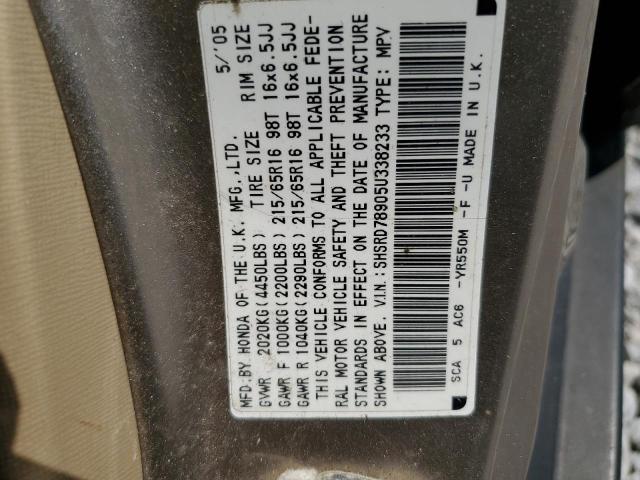 MFD.BY HONDA OF THE U.K. MFG.,LTD. 5/'05
GVWR 2020KG(4450LBS) TIRE SIZE RIM SIZE
GAWR F 1000KG(2200LBS) 215/65R16 98T 16x6.5JJ
GAWR R 1040KG(2290LBS) 215/65R16 98T 16x6.5JJ
THIS VEHICLE CONFORMS TO ALL APPLICABLE FEDE-
RAL MOTOR VEHICLE SAFETY AND THEFT PREVENTION
STANDARDS IN EFFECT ON THE DATE OF MANUFACTURE
SHOWN ABOVE. V.I.N.:SHSRD78905U338233 TYPE: MPV
SCA 5 AC6 -YR550M -F -U MADE IN U.K.